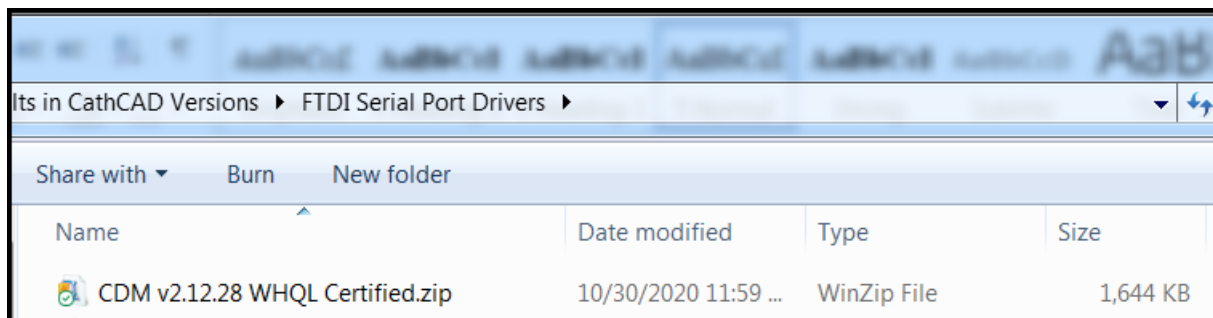 AaB
lts in CathCAD Versions FTDI Serial Port Drivers
Share with Burn New folder
Name Date modified Type Size
CDM v2.12.28 WHQL Certified.zip 10/30/2020 11:59 ... WinZip File 1,644 KB